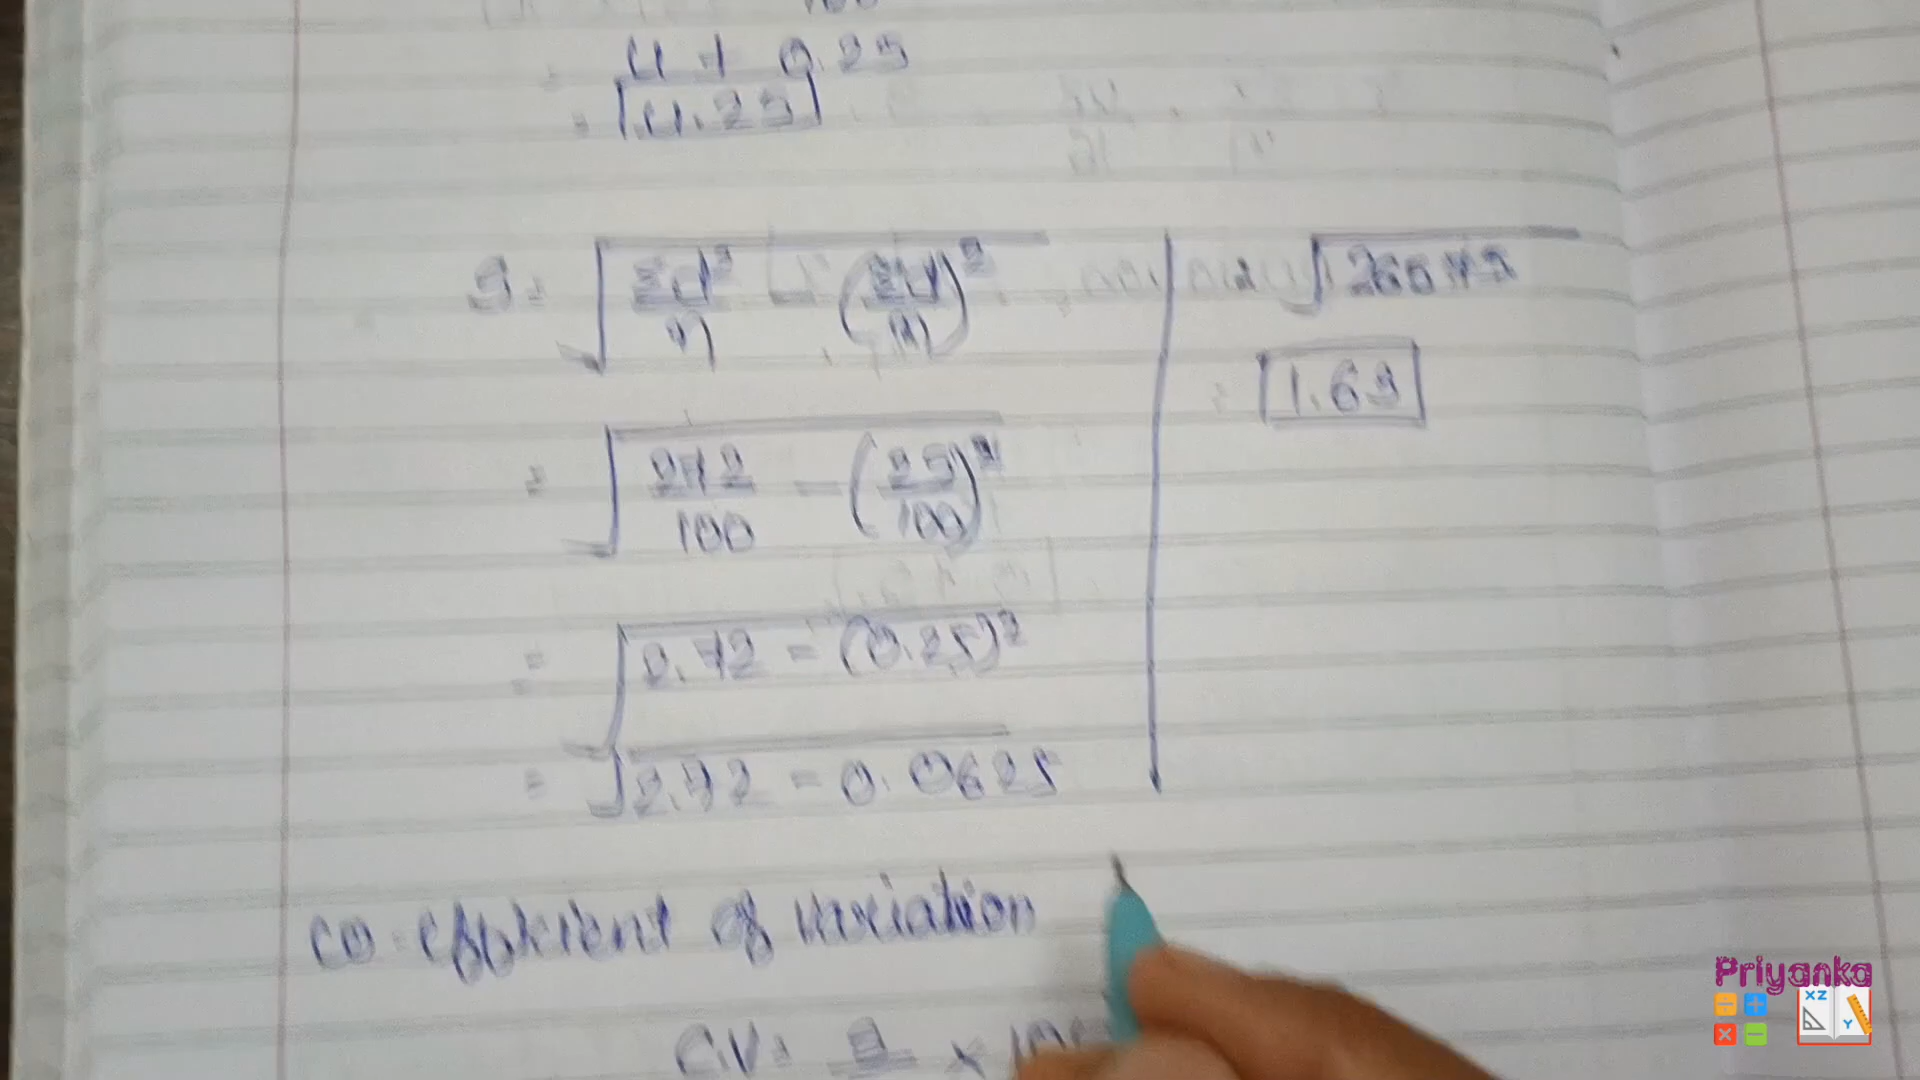 = 4 + 0.25
= 4.25
S = √ Σd² / n - (Σd / n)²
= √ 272 / 100 - (25 / 100)²
= √ 2.72 - (0.25)²
= √ 2.72 - 0.0625
= 1.63
co-efficient of variation
C.V =
Priyanka
XZ
Y